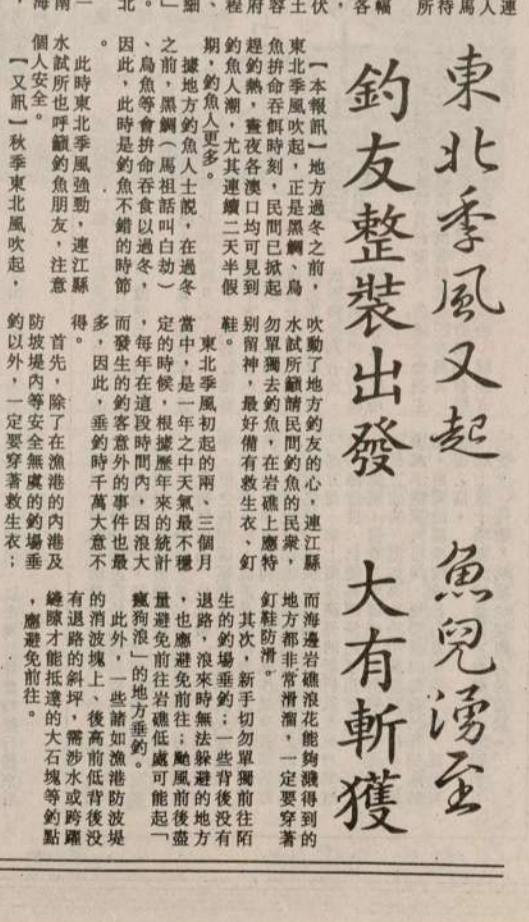 連人馬待所
幅各
東北季風又起　魚兒湧至
釣友整裝出發　大有斬獲
【本報訊】地方過冬之前，
東北季風吹起，正是黑鯛、烏
魚拚命吞餌時刻，民間已掀起
趕釣熱，晝夜各澳口均可見到
釣魚人潮，尤其連續二天半假
期，釣魚人更多。
據地方釣魚人士說，在過冬
之前，黑鯛（馬祖話叫白劾）
、烏魚等會拚命吞食以過冬，
因此，此時是釣魚不錯的時節
。
此時東北季風強勁，連江縣
水試所也呼籲釣魚朋友，注意
個人安全。
【又訊】秋季東北風吹起，
吹動了地方釣友的心，連江縣
水試所籲請民間釣魚的民衆，
勿單獨去釣魚，在岩礁上應特
别留神，最好備有救生衣、釘
鞋。
東北季風初起的兩、三個月
當中，是一年之中天氣最不穩
定的時候，根據歷年來的統計
，每年在這段時間內，因浪大
而發生的釣客意外的事件也最
多，因此，垂釣時千萬大意不
得。
首先，除了在漁港的內港及
防坡堤內等安全無虞的釣場垂
釣以外，一定要穿著救生衣；
而海邊岩礁浪花能夠濺得到的
地方都非常滑溜，一定要穿著
釘鞋防滑。
其次，新手切勿單獨前往陌
生的釣場垂釣；一些背後沒有
退路，浪來時無法躲避的地方
，也應避免前往；颱風前後盡
量避免前往岩礁低處可能起「
瘋狗浪」的地方垂釣。
此外，一些諸如漁港防波堤
的消波塊上、後高前低背後没
有退路的斜坪，需涉水或跨躍
縫隙才能抵達的大石塊等釣點
，應避免前往。